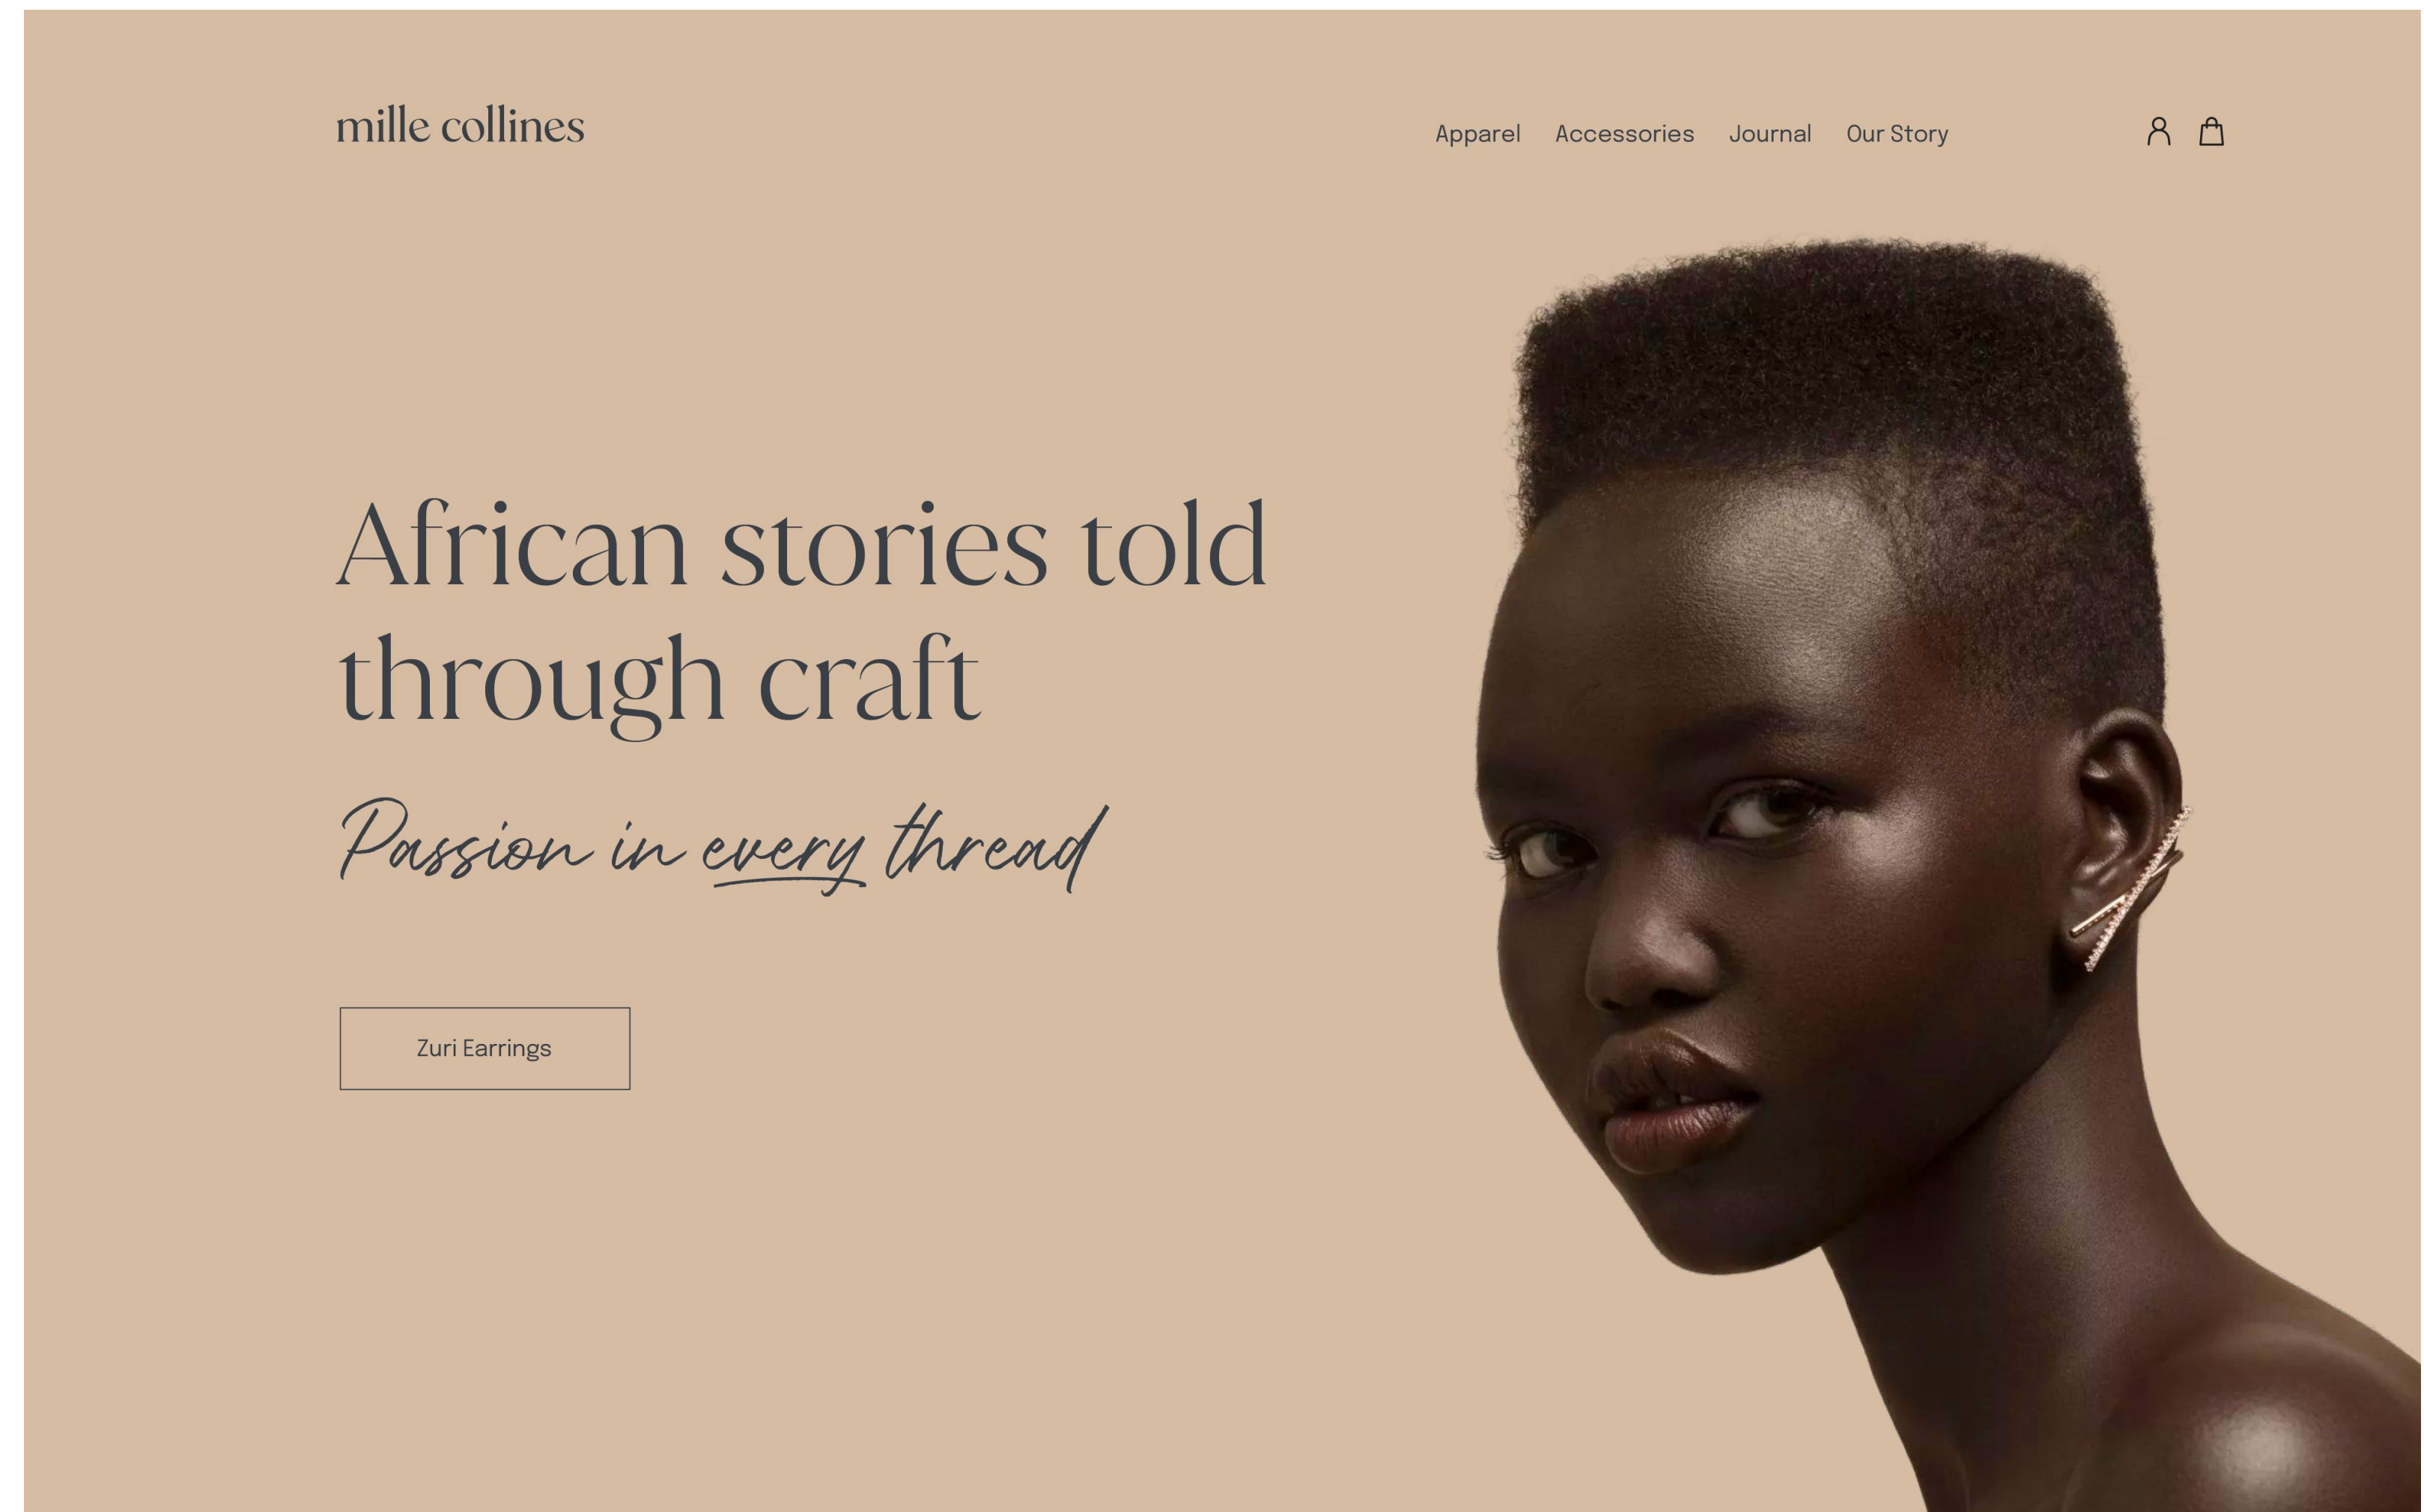 mille collines
Apparel Accessories Journal Our Story
African stories told
through craft
Passion in every thread
Zuri Earrings